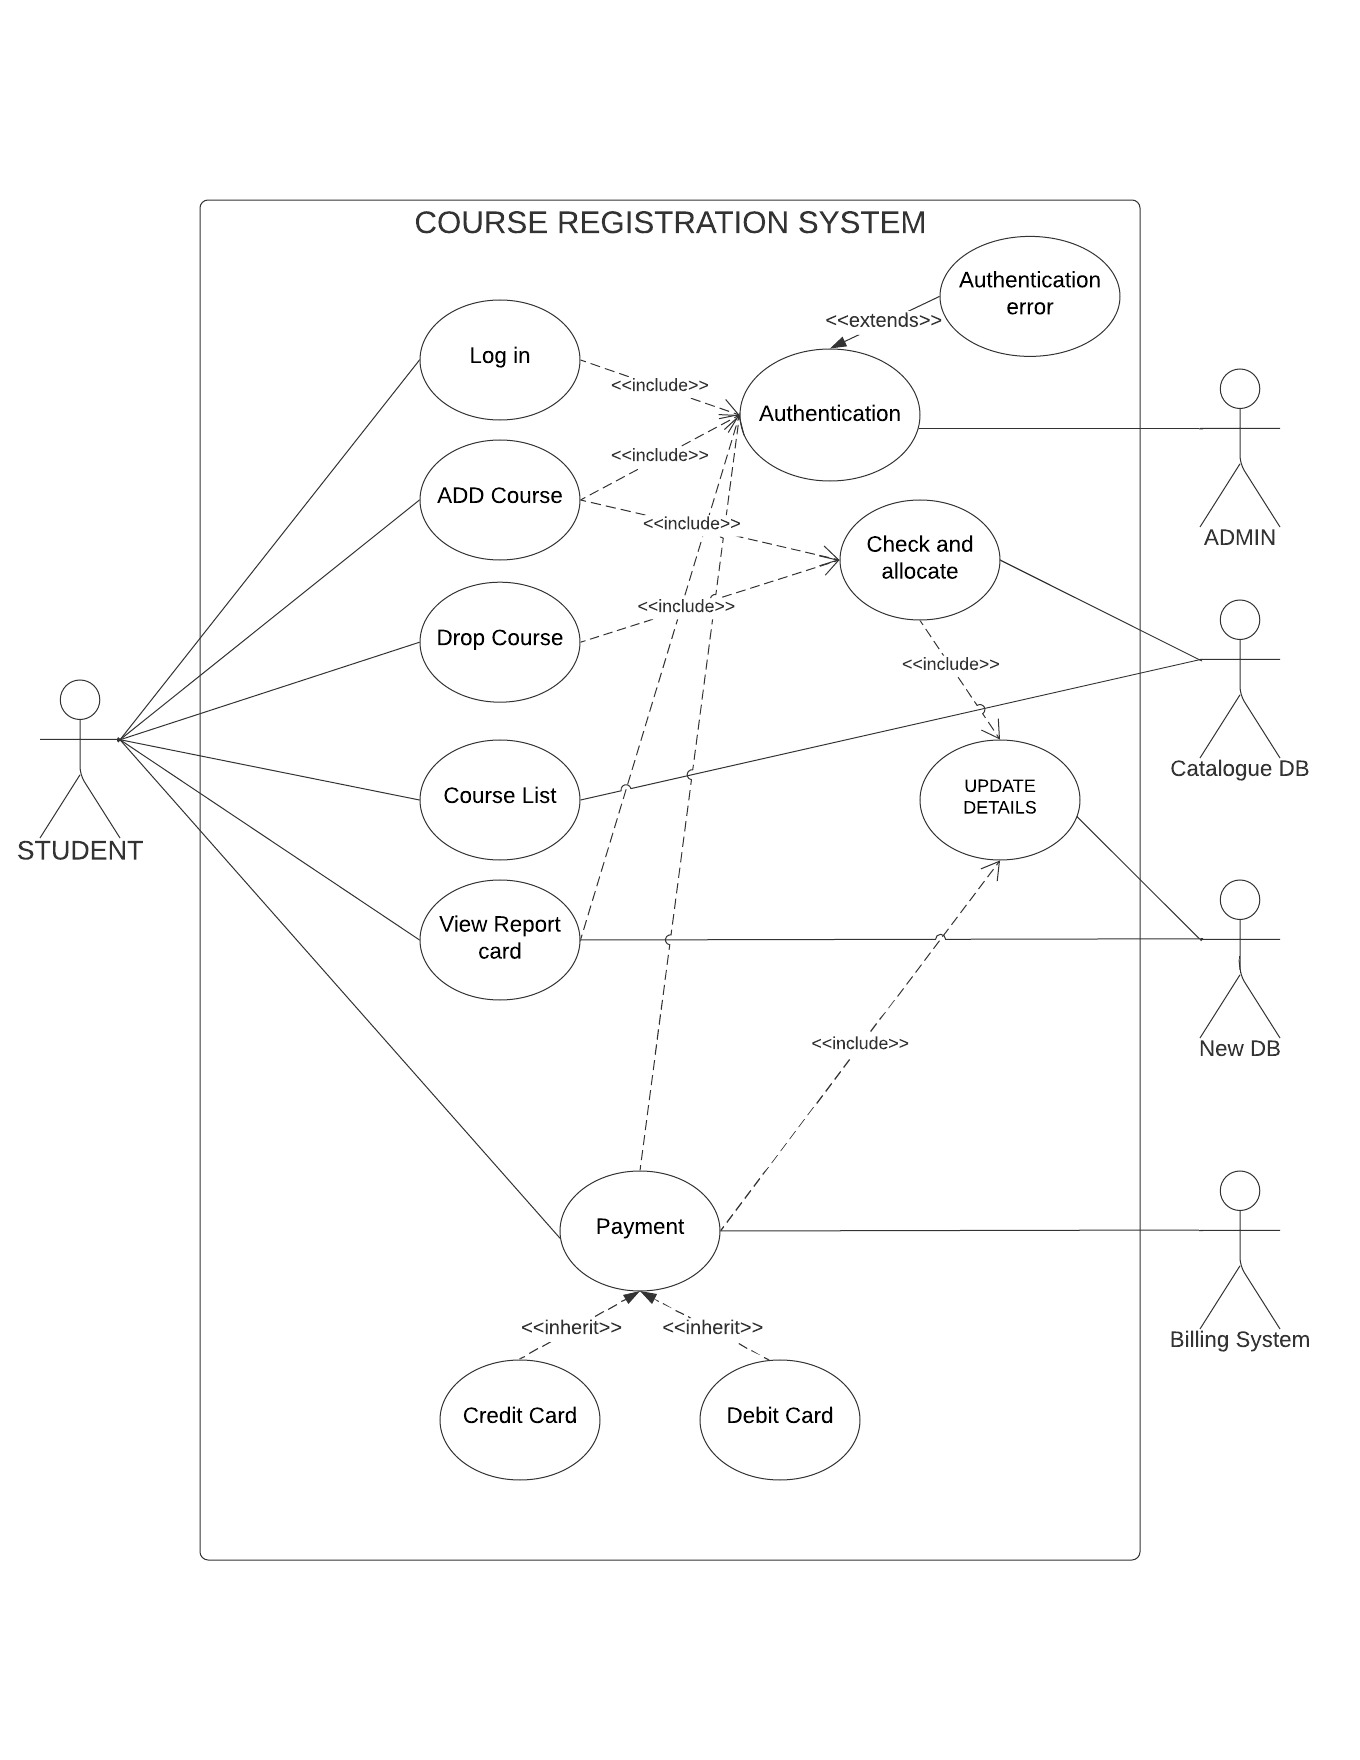 COURSE REGISTRATION SYSTEM
Authentication
error
<<extends>>
Log in
<<include>>
Authentication
<<include>>
ADD Course
<<include>>
Check and
allocate
ADMIN
<<include>>
Drop Course
<<include>>
Catalogue DB
Course List
UPDATE
DETAILS
STUDENT
View Report
card
<<include>>
New DB
Payment
Billing System
<<inherit>>
<<inherit>>
Credit Card
Debit Card